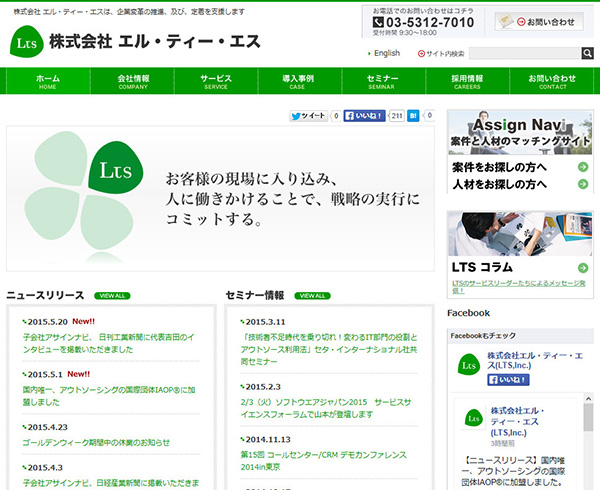 株式会社 エル・ティー・エスは、企業変革の推進、及び、定着を支援します
お電話でのお問い合わせはコチラ
03-5312-7010
受付時間 9:30～18:00
お問い合わせ
LTS
株式会社 エル・ティー・エス
English
サイト内検索
ホーム
HOME
会社情報
COMPANY
サービス
SERVICE
導入事例
CASE
セミナー
SEMINAR
採用情報
CAREERS
お問い合わせ
CONTACT
ツイート 0
いいね！ 211
B! 0
LTS
お客様の現場に入り込み、
人に働きかけることで、戦略の実行に
コミットする。
Assign Navi
案件と人材のマッチングサイト
案件をお探しの方へ
人材をお探しの方へ
LTS コラム
LTSのサービスリーダーたちによるメッセージ発
信！
ニュースリリース VIEW ALL
2015.5.20 New!!
子会社アサインナビ、 日刊工業新聞に代表吉田のイ
ンタビューを掲載いただきました
2015.5.1 New!!
国内唯一、アウトソーシングの国際団体IAOP®に加
盟しました
2015.4.23
ゴールデンウィーク期間中の休業のお知らせ
2015.4.3
子会社アサインナビ、日経産業新聞に掲載いただきま
セミナー情報 VIEW ALL
2015.3.11
「技術者不足時代を乗り切れ！変わるIT部門の役割と
アウトソース利用法」セタ・インターナショナル社共
同セミナー
2015.2.3
2/3（火）ソフトウエアジャパン2015　サービスサ
イエンスフォーラムで山本が登壇します
2014.11.13
第15回 コールセンター/CRM デモカンファレンス
2014in東京
Facebook
Facebookもチェック
株式会社エル・ティー・エ
ス(LTS,Inc.)
いいね！
株式会社エル・
ティー・エス
(LTS,Inc.)
3時間前
【ニュースリリース】国内唯
一、アウトソーシングの国際
団体IAOP®に加盟しました。